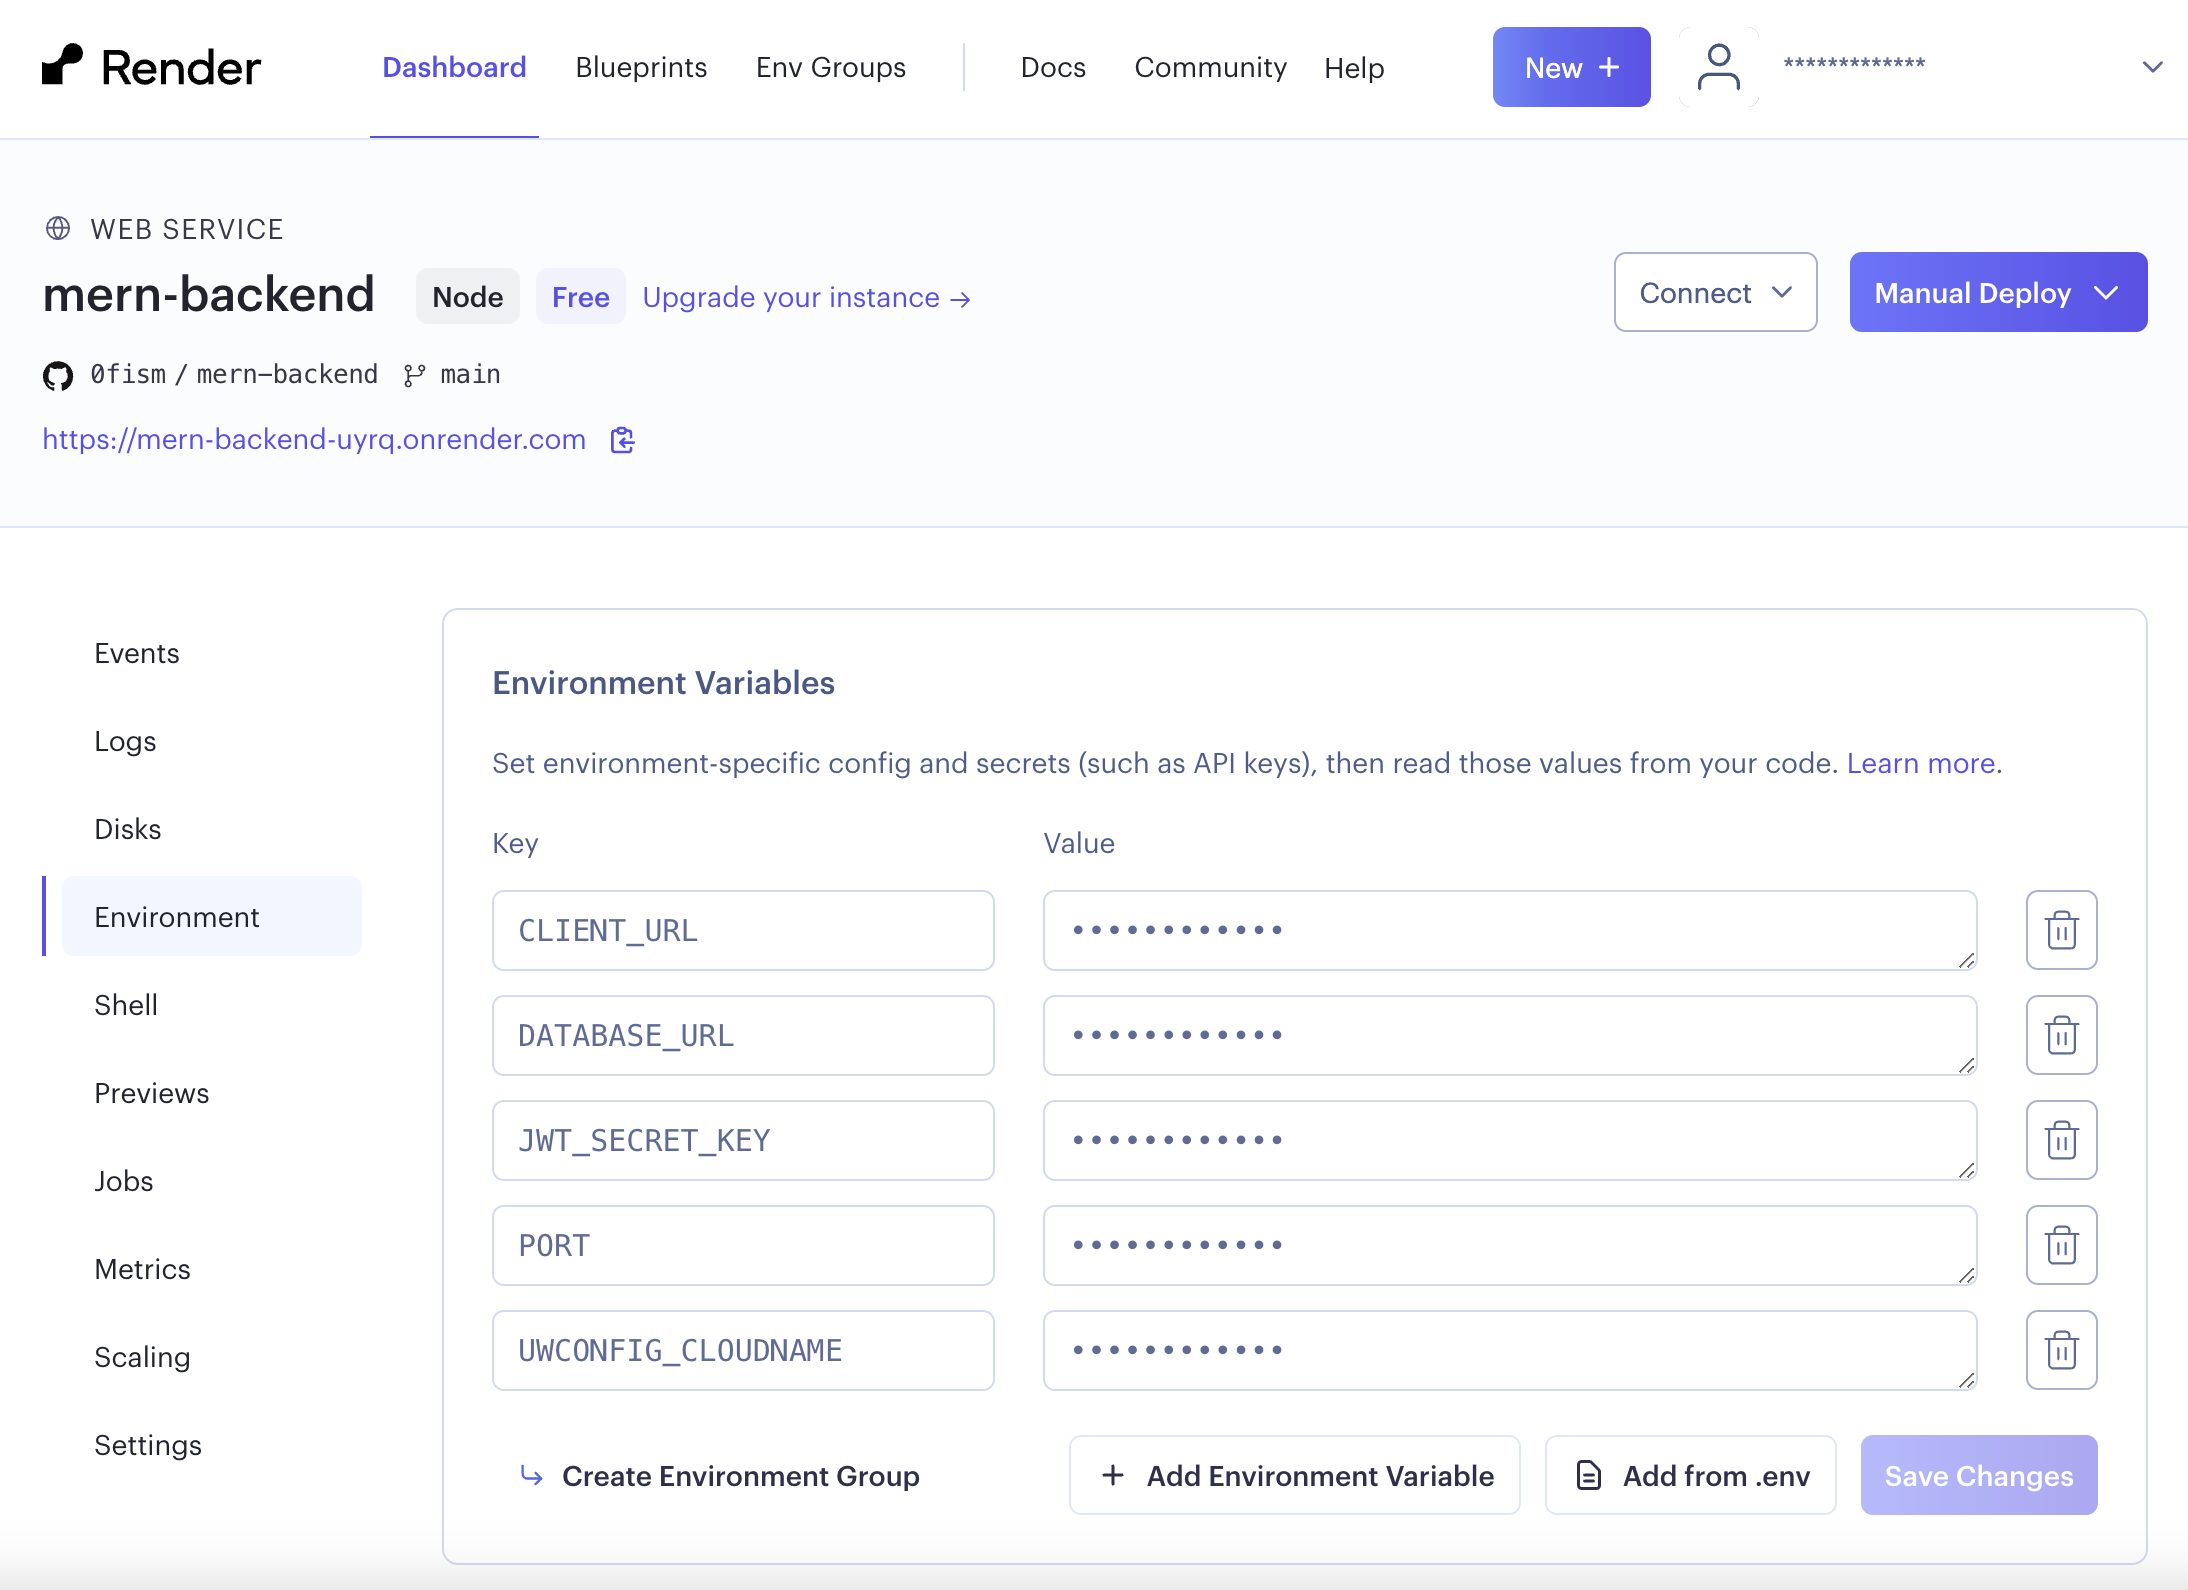 Render Dashboard Blueprints Env Groups Docs Community Help New + *************
WEB SERVICE
mern-backend Node Free Upgrade your instance →
0fism / mern-backend main
https://mern-backend-uyrq.onrender.com
Connect Manual Deploy
Events
Logs
Disks
Environment
Shell
Previews
Jobs
Metrics
Scaling
Settings
Environment Variables
Set environment-specific config and secrets (such as API keys), then read those values from your code. Learn more.
Key Value
CLIENT_URL ••••••••••••
DATABASE_URL ••••••••••••
JWT_SECRET_KEY ••••••••••••
PORT ••••••••••••
UWCONFIG_CLOUDNAME ••••••••••••
Create Environment Group + Add Environment Variable Add from .env Save Changes